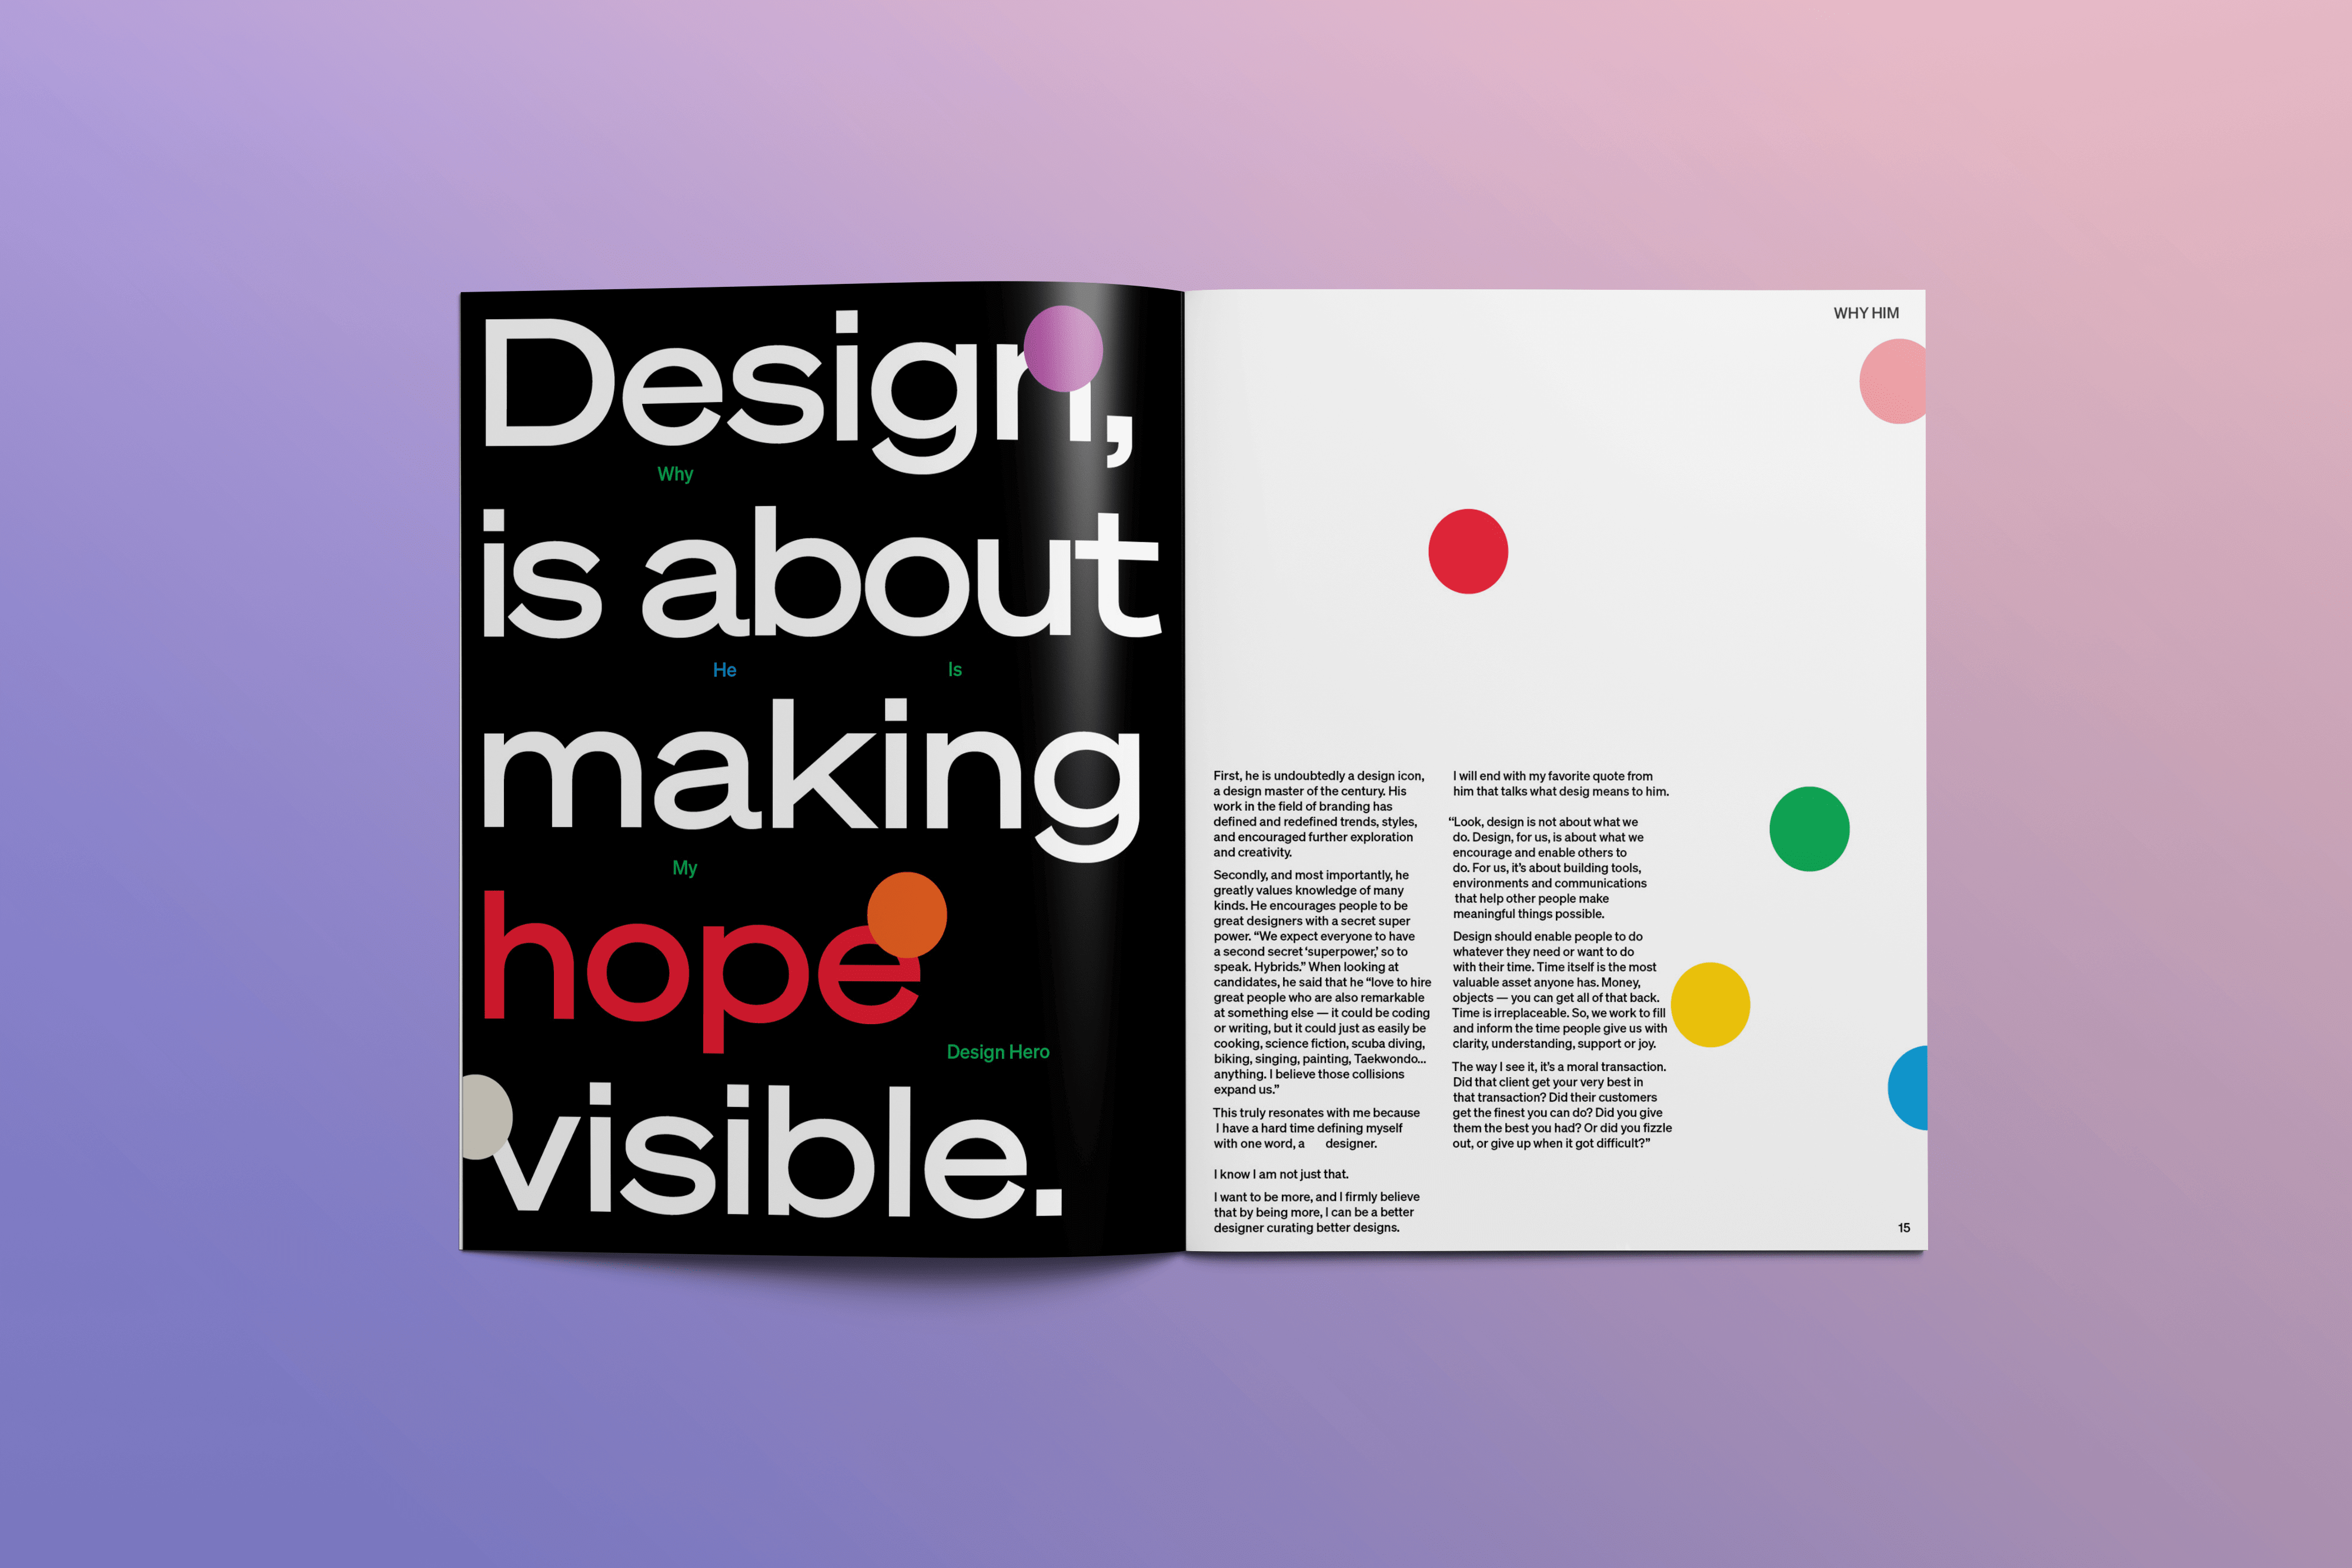 Design,
Why
is about
He Is
making
My
hope
Design Hero
visible.
WHY HIM
First, he is undoubtedly a design icon,
a design master of the century. His
work in the field of branding has
defined and redefined trends, styles,
and encouraged further exploration
and creativity.
Secondly, and most importantly, he
greatly values knowledge of many
kinds. He encourages people to be
great designers with a secret super
power. “We expect everyone to have
a second secret ‘superpower,’ so to
speak. Hybrids.” When looking at
candidates, he said that he “love to hire
great people who are also remarkable
at something else — it could be coding
or writing, but it could just as easily be
cooking, science fiction, scuba diving,
biking, singing, painting, Taekwondo...
anything. I believe those collisions
expand us.”
This truly resonates with me because
I have a hard time defining myself
with one word, a designer.
I know I am not just that.
I want to be more, and I firmly believe
that by being more, I can be a better
designer curating better designs.
I will end with my favorite quote from
him that talks what desig means to him.
“Look, design is not about what we
do. Design, for us, is about what we
encourage and enable others to
do. For us, it’s about building tools,
environments and communications
that help other people make
meaningful things possible.
Design should enable people to do
whatever they need or want to do
with their time. Time itself is the most
valuable asset anyone has. Money,
objects — you can get all of that back.
Time is irreplaceable. So, we work to fill
and inform the time people give us with
clarity, understanding, support or joy.
The way I see it, it’s a moral transaction.
Did that client get your very best in
that transaction? Did their customers
get the finest you can do? Did you give
them the best you had? Or did you fizzle
out, or give up when it got difficult?”
15